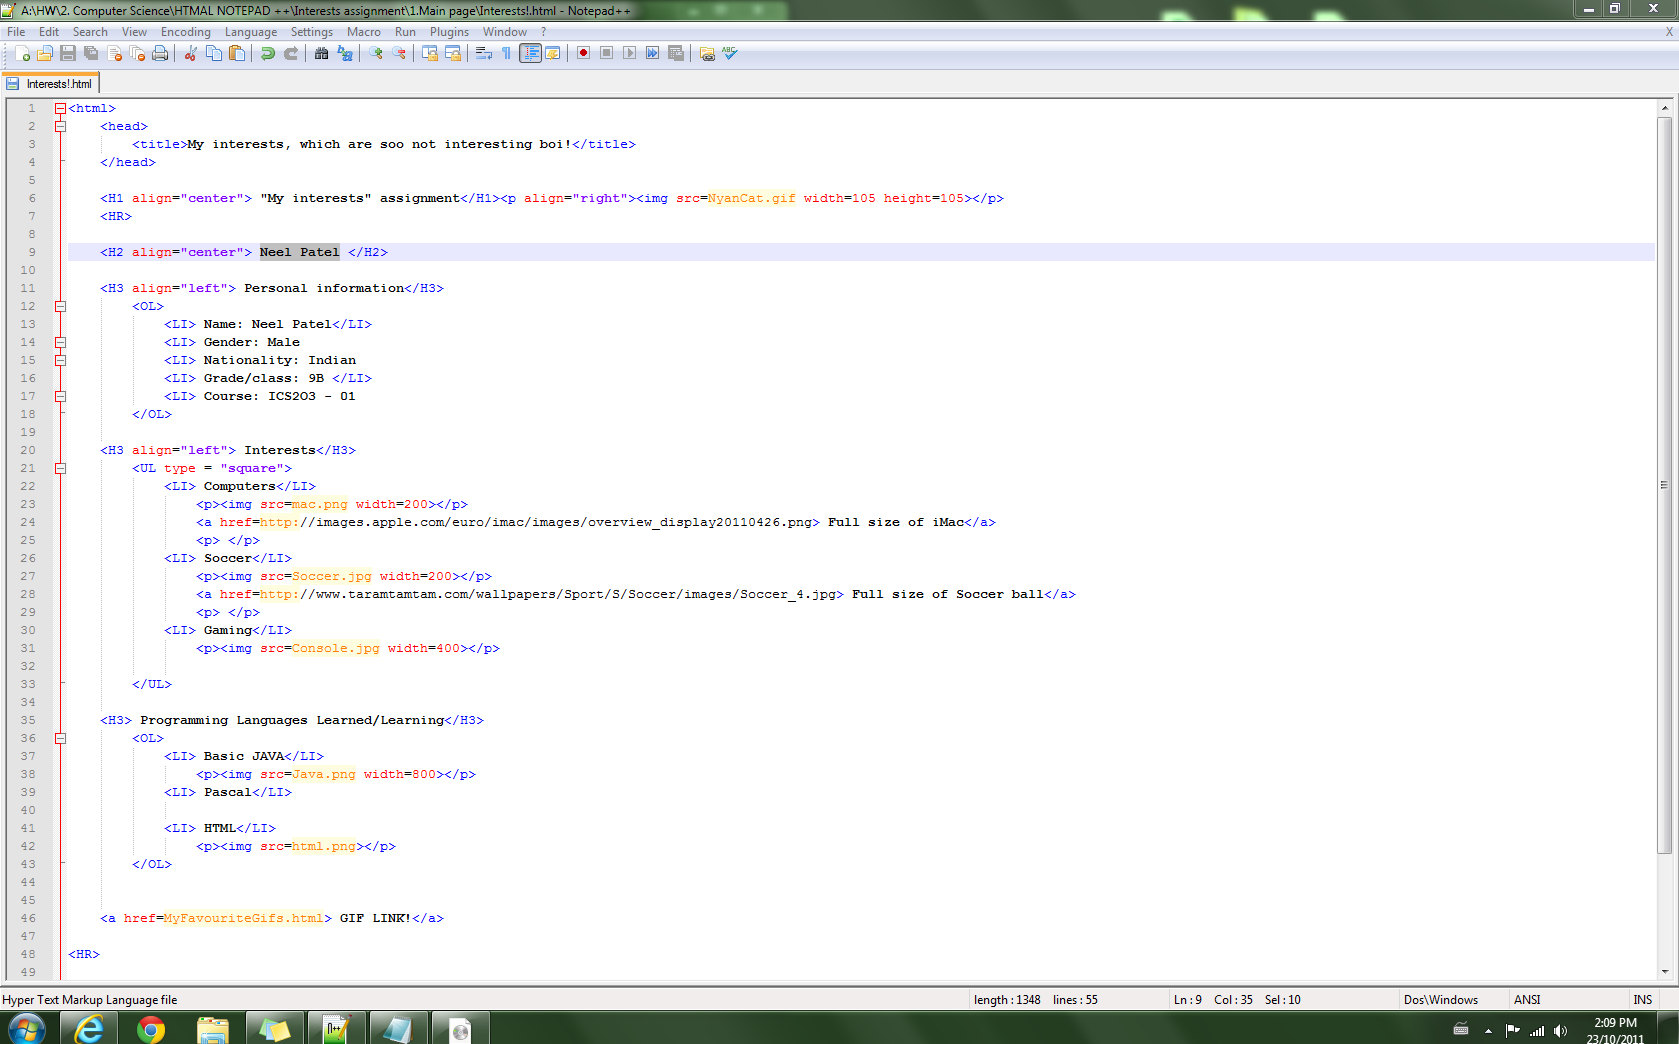 A:\HW\2. Computer Science\HTMAL NOTEPAD ++\Interests assignment\1.Main page\Interests!.html - Notepad++
File Edit Search View Encoding Language Settings Macro Run Plugins Window ? X
Interests!.html
1 <html>
2 <head>
3 <title>My interests, which are soo not interesting boi!</title>
4 </head>
5
6 <H1 align="center"> "My interests" assignment</H1><p align="right"><img src=NyanCat.gif width=105 height=105></p>
7 <HR>
8
9 <H2 align="center"> Neel Patel </H2>
10
11 <H3 align="left"> Personal information</H3>
12 <OL>
13 <LI> Name: Neel Patel</LI>
14 <LI> Gender: Male
15 <LI> Nationality: Indian
16 <LI> Grade/class: 9B </LI>
17 <LI> Course: ICS2O3 - 01
18 </OL>
19
20 <H3 align="left"> Interests</H3>
21 <UL type = "square">
22 <LI> Computers</LI>
23 <p><img src=mac.png width=200></p>
24 <a href=http://images.apple.com/euro/imac/images/overview_display20110426.png> Full size of iMac</a>
25 <p> </p>
26 <LI> Soccer</LI>
27 <p><img src=Soccer.jpg width=200></p>
28 <a href=http://www.taramtamtam.com/wallpapers/Sport/S/Soccer/images/Soccer_4.jpg> Full size of Soccer ball</a>
29 <p> </p>
30 <LI> Gaming</LI>
31 <p><img src=Console.jpg width=400></p>
32
33 </UL>
34
35 <H3> Programming Languages Learned/Learning</H3>
36 <OL>
37 <LI> Basic JAVA</LI>
38 <p><img src=Java.png width=800></p>
39 <LI> Pascal</LI>
40
41 <LI> HTML</LI>
42 <p><img src=html.png></p>
43 </OL>
44
45
46 <a href=MyFavouriteGifs.html> GIF LINK!</a>
47
48 <HR>
49
Hyper Text Markup Language file length : 1348 lines : 55 Ln : 9 Col : 35 Sel : 10 Dos\Windows ANSI INS
2:09 PM
23/10/2011